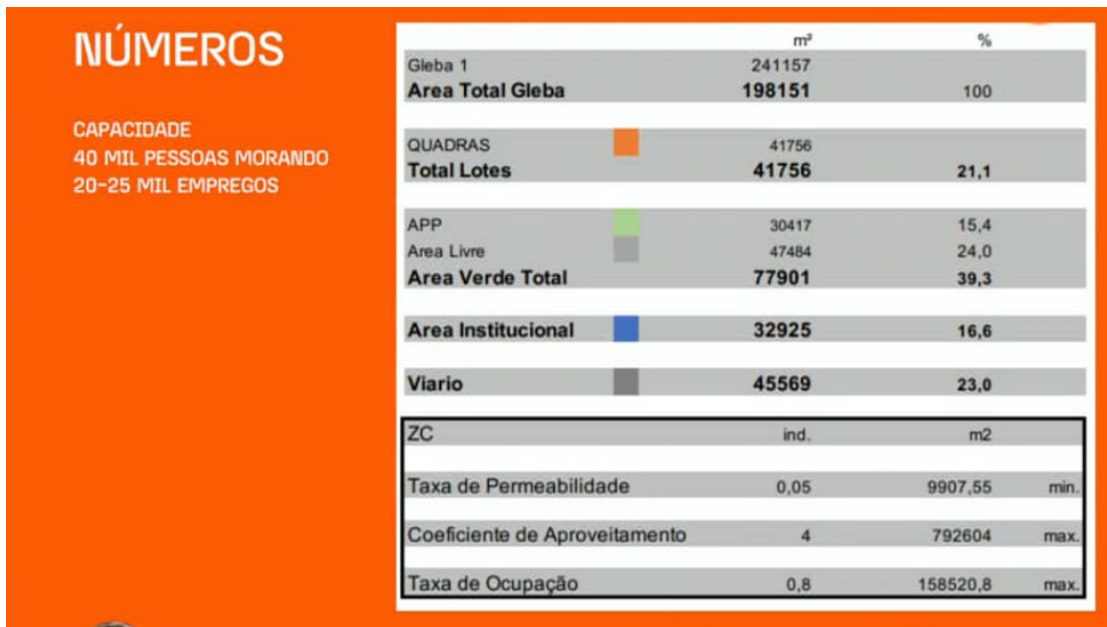 NÚMEROS
CAPACIDADE
40 MIL PESSOAS MORANDO
20-25 MIL EMPREGOS
m² %
Gleba 1 241157
Area Total Gleba 198151 100
QUADRAS 41756
Total Lotes 41756 21,1
APP 30417 15,4
Area Livre 47484 24,0
Area Verde Total 77901 39,3
Area Institucional 32925 16,6
Viario 45569 23,0
ZC ind. m2
Taxa de Permeabilidade 0,05 9907,55 min.
Coeficiente de Aproveitamento 4 792604 max.
Taxa de Ocupação 0,8 158520,8 max.